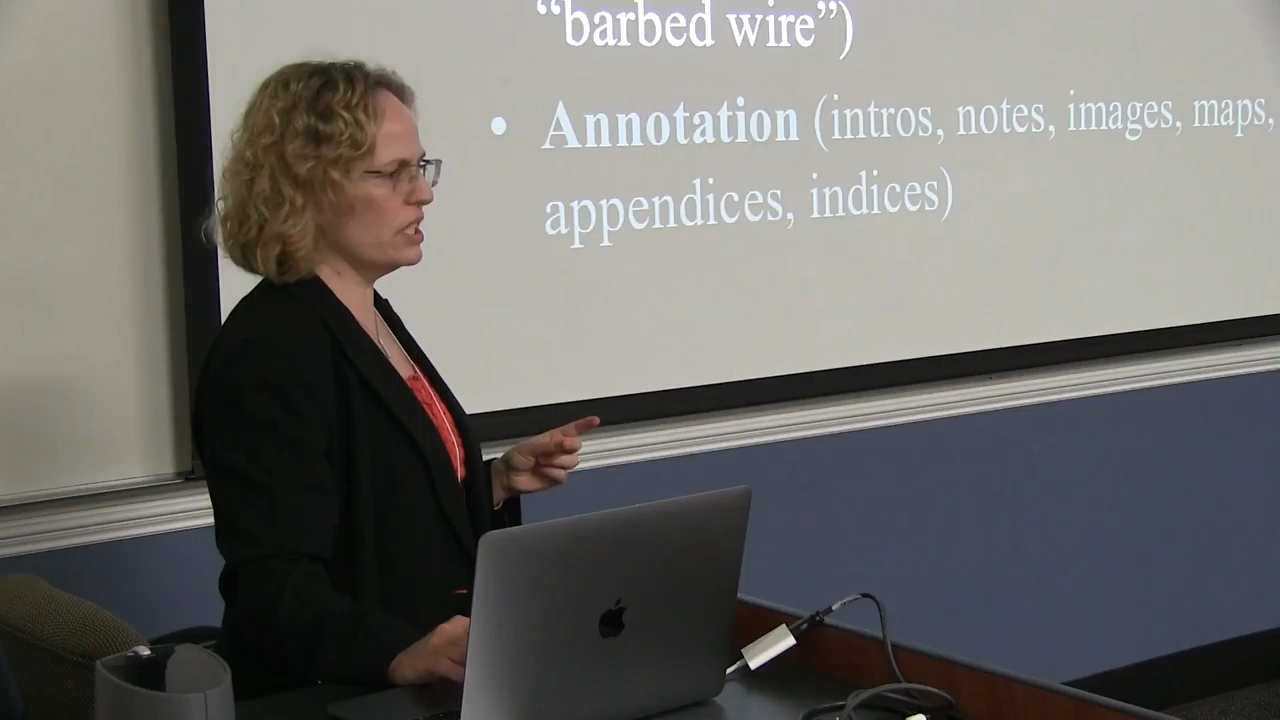 “barbed wire”)
• Annotation (intros, notes, images, maps,
appendices, indices)